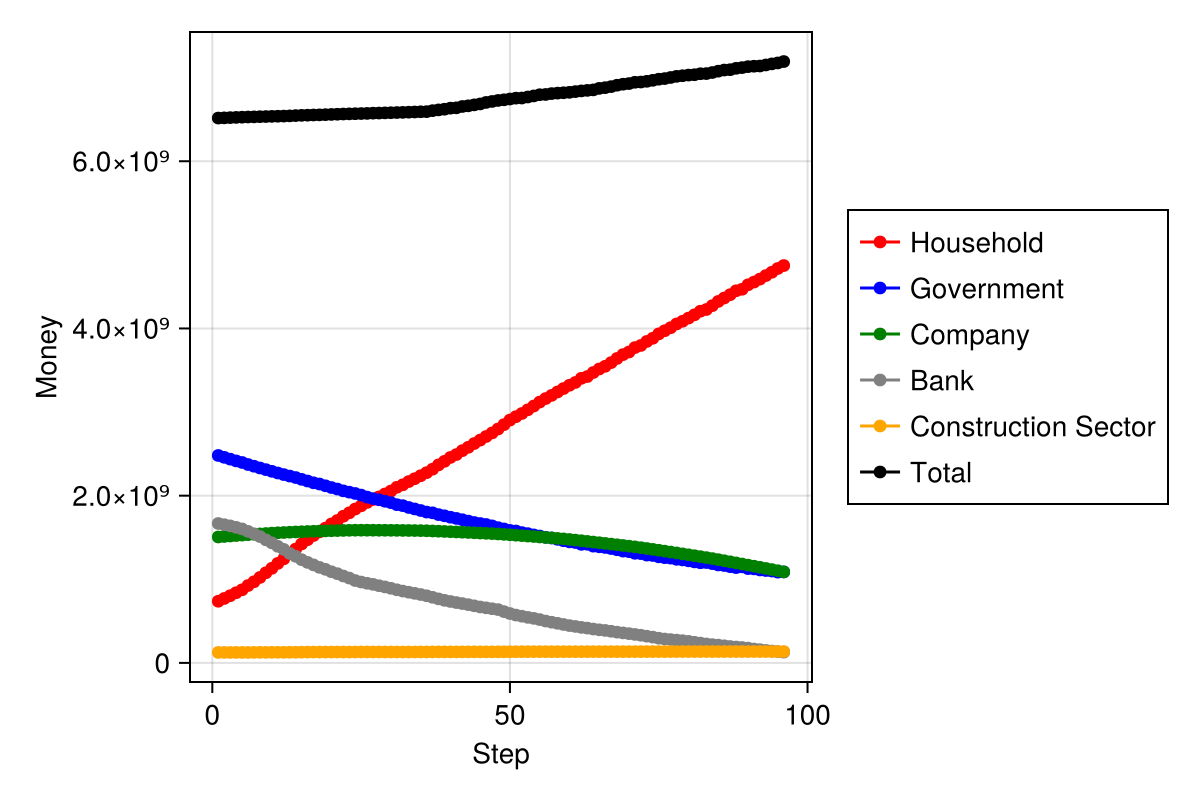 Money
6.0×10⁹
4.0×10⁹
2.0×10⁹
0
0 50 100
Step
Household
Government
Company
Bank
Construction Sector
Total